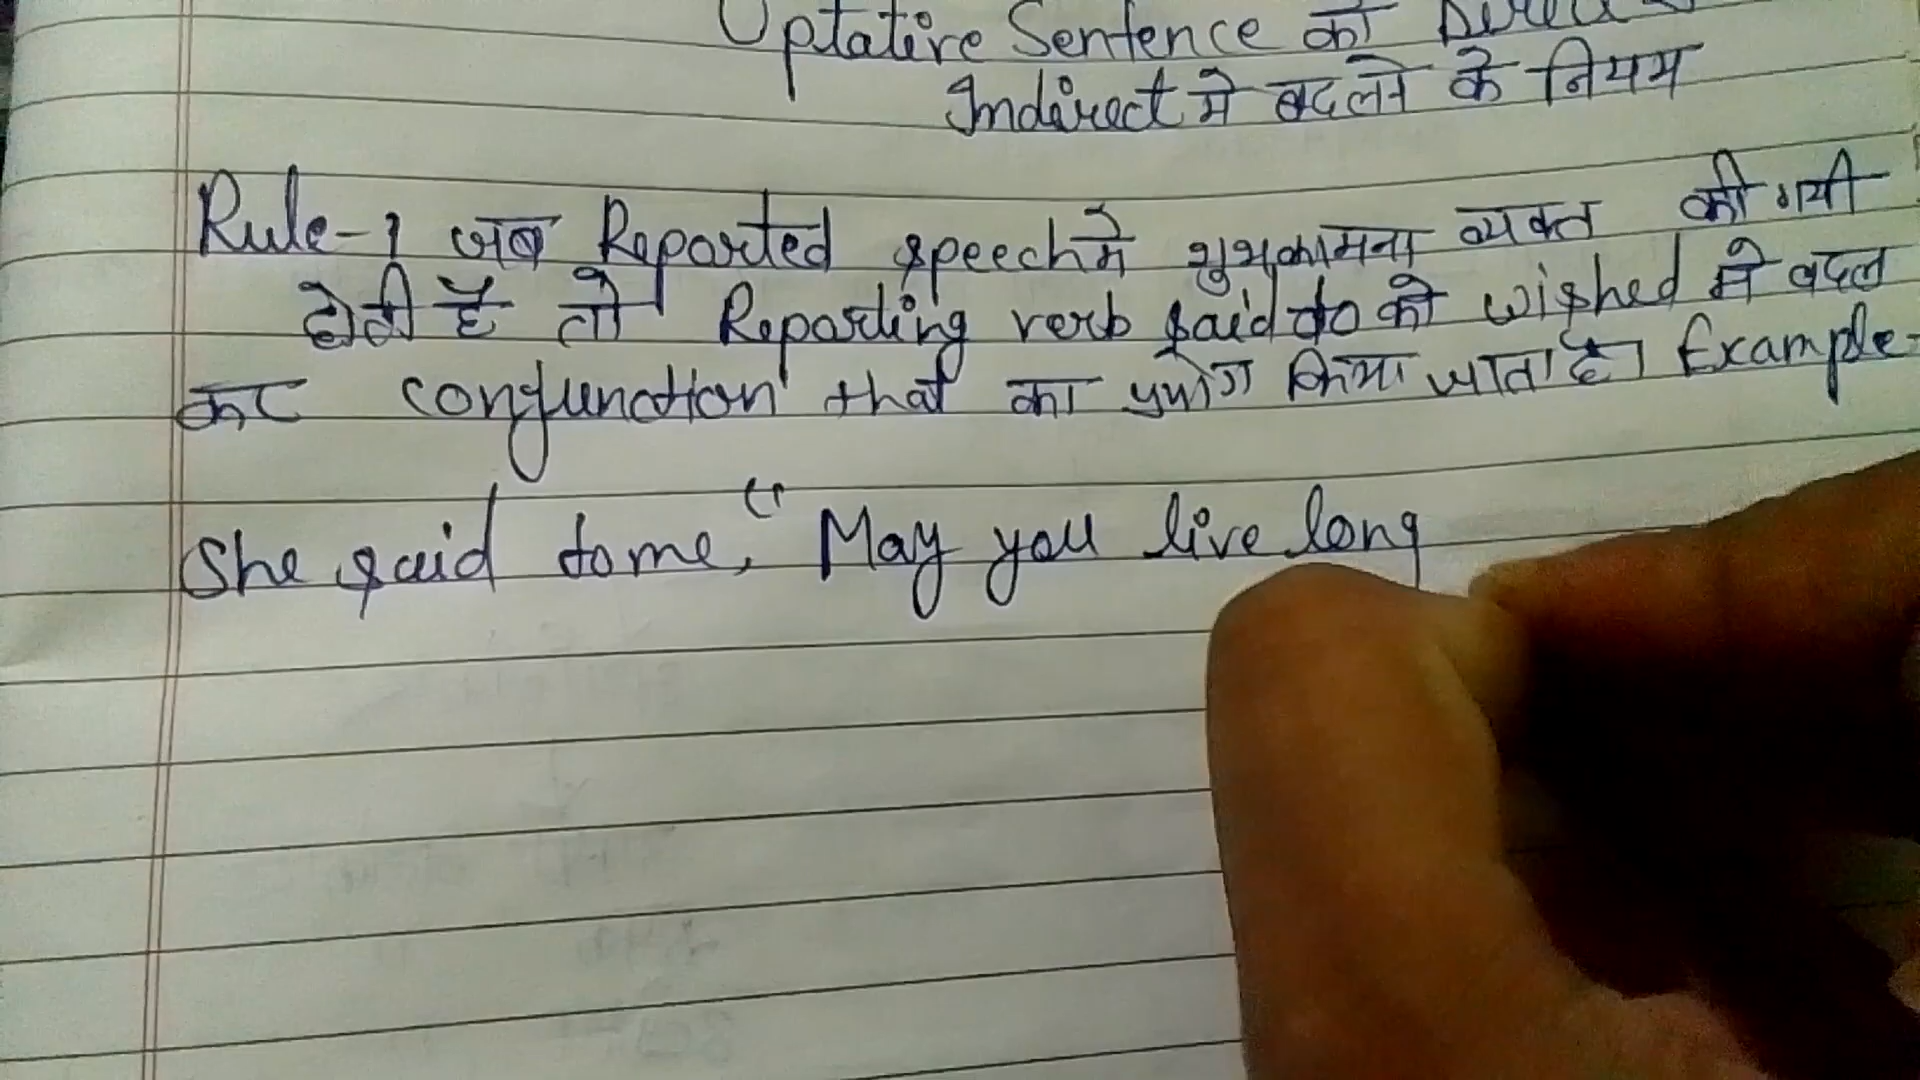 Optative Sentence को Direct
Indirect मे बदलने के नियम
Rule-1 जब Reported speech मे शुभकामना व्यक्त की गयी
होती है तो Reporting verb said to को wished मे बदल
कर conjunction that का प्रयोग किया जाता है। Example-
She said to me, "May you live long